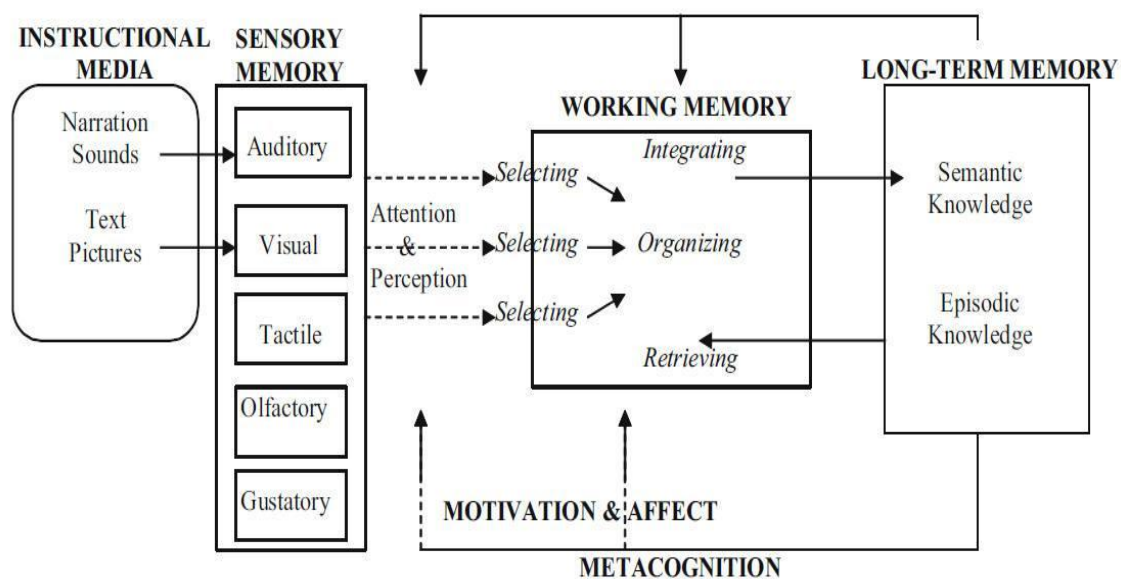 INSTRUCTIONAL
MEDIA
Narration
Sounds
Text
Pictures
SENSORY
MEMORY
Auditory
Visual
Tactile
Olfactory
Gustatory
Attention
&
Perception
Selecting
Selecting
Selecting
WORKING MEMORY
Integrating
Organizing
Retrieving
LONG-TERM MEMORY
Semantic
Knowledge
Episodic
Knowledge
MOTIVATION & AFFECT
METACOGNITION